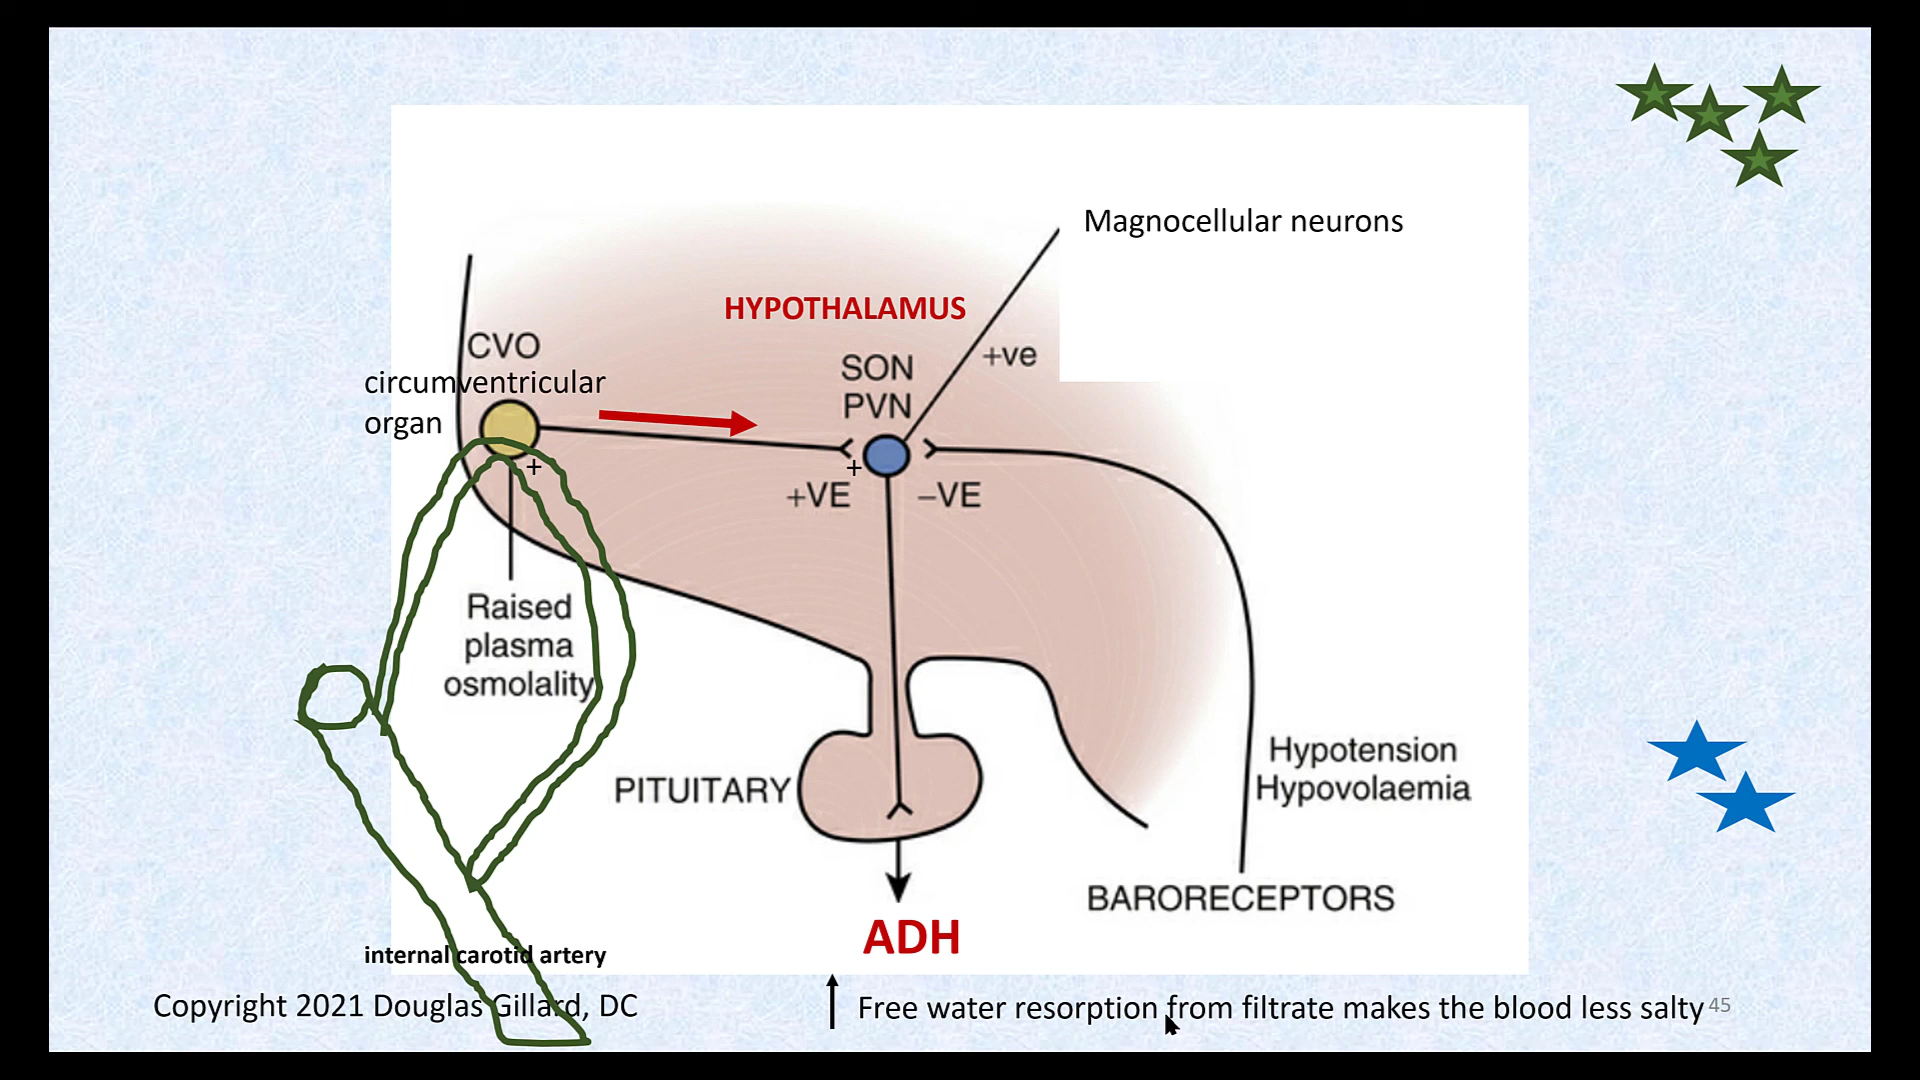 Magnocellular neurons
HYPOTHALAMUS
CVO
circumventricular
organ
+
SON
PVN
+ve
+
+VE
–VE
Raised
plasma
osmolality
PITUITARY
Hypotension
Hypovolaemia
BARORECEPTORS
ADH
internal carotid artery
Copyright 2021 Douglas Gillard, DC
Free water resorption from filtrate makes the blood less salty
45